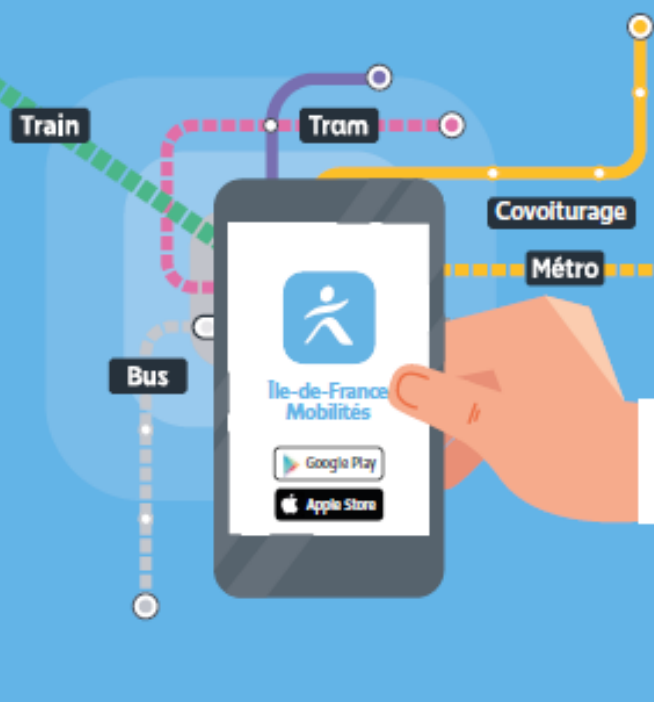 Train
Tram
Covoiturage
Métro
Bus
Île-de-France
Mobilités
Google Play
Apple Store